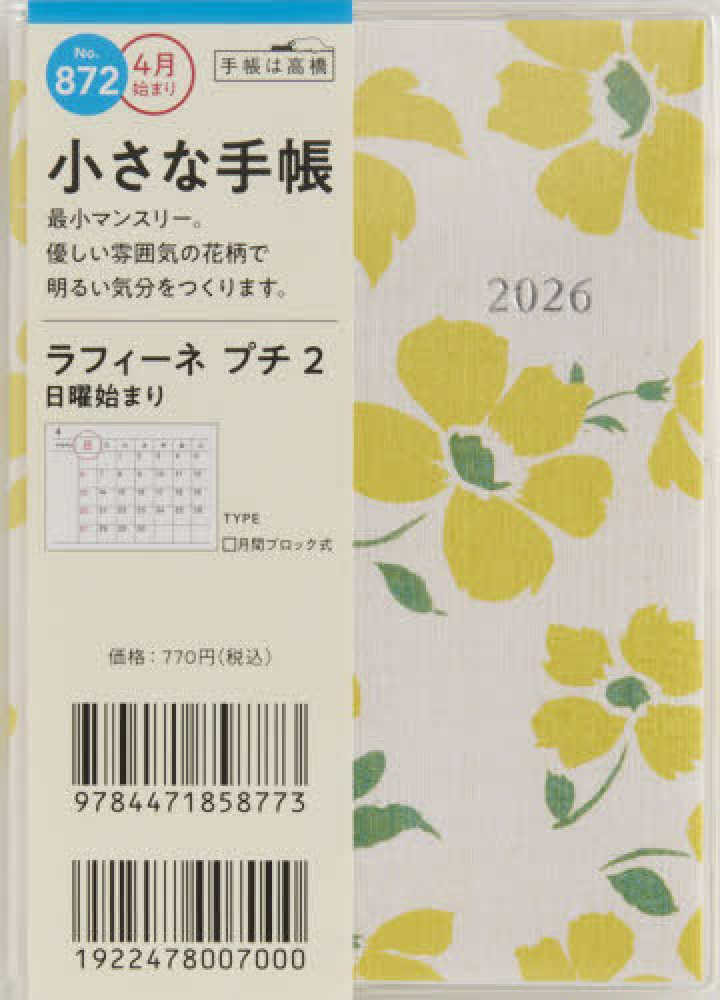 No.
872
4月
始まり
手帳は高橋
小さな手帳
最小マンスリー。
優しい雰囲気の花柄で
明るい気分をつくります。
2026
ラフィーネ プチ 2
日曜始まり
TYPE
□月間ブロック式
価格:770円(税込)
9784471858773
1922478007000